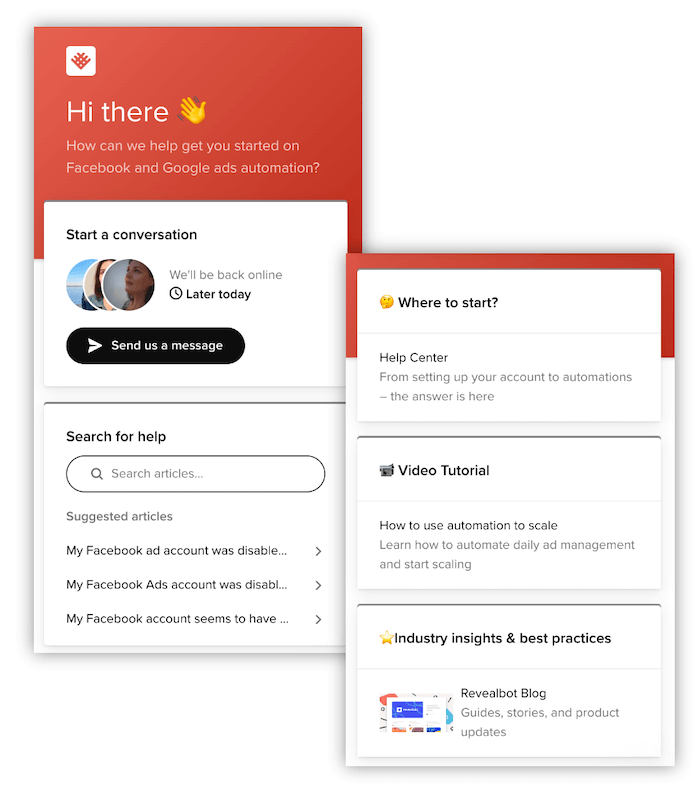 Hi there 👋
How can we help get you started on
Facebook and Google ads automation?
Start a conversation
We'll be back online
Later today
Send us a message
Search for help
Search articles...
Suggested articles
My Facebook ad account was disable...
My Facebook Ads account was disabl...
My Facebook account seems to have ...
🤔 Where to start?
Help Center
From setting up your account to automations
– the answer is here
📹 Video Tutorial
How to use automation to scale
Learn how to automate daily ad management
and start scaling
⭐Industry insights & best practices
Revealbot Blog
Guides, stories, and product
updates